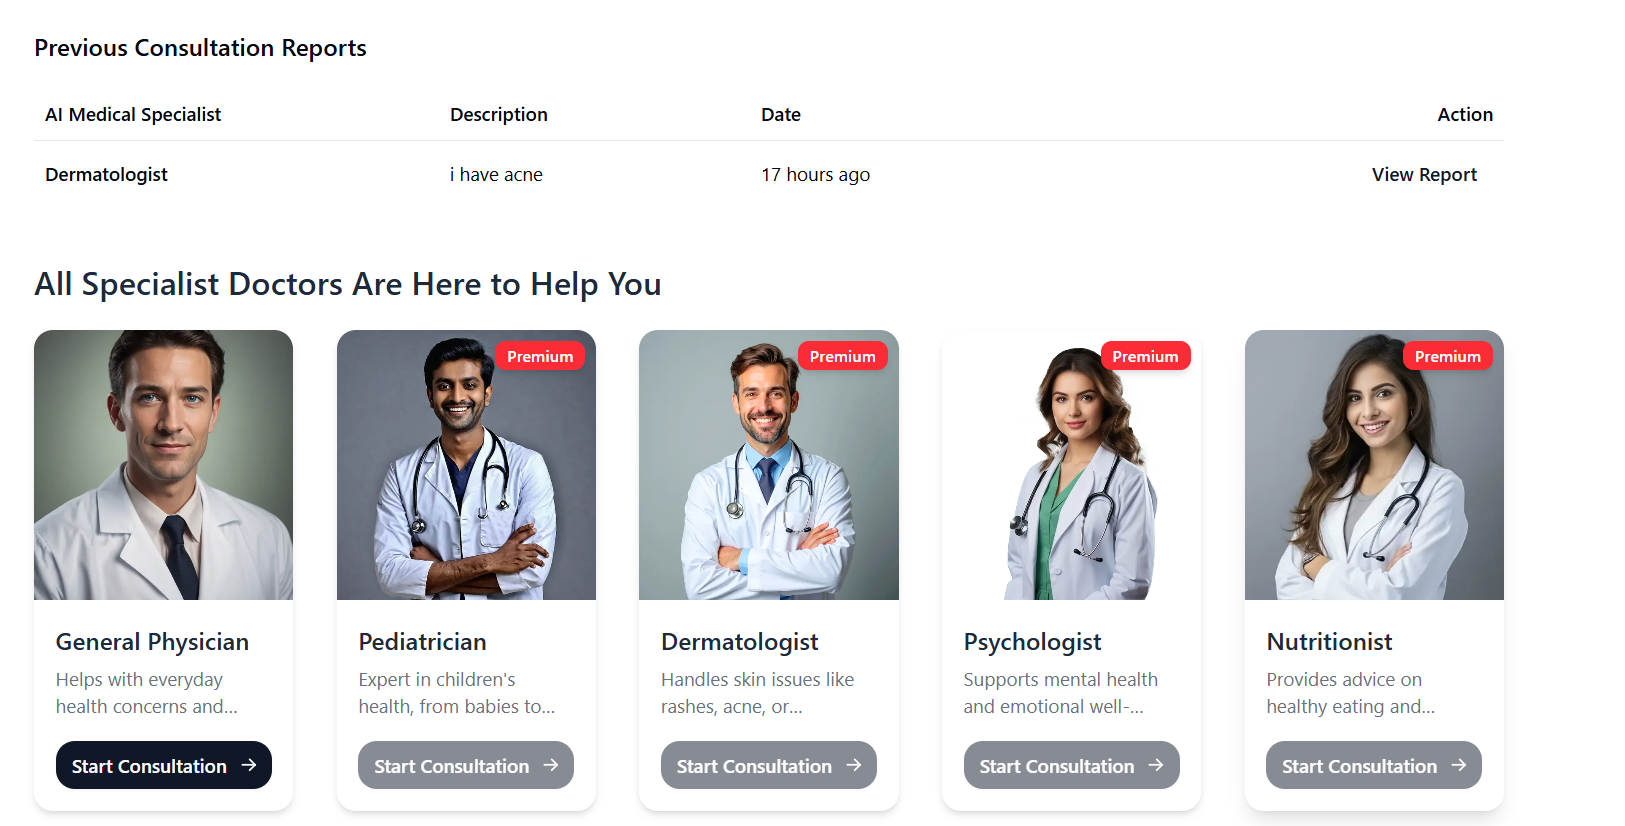 Previous Consultation Reports
AI Medical Specialist Description Date Action
Dermatologist i have acne 17 hours ago View Report
All Specialist Doctors Are Here to Help You
Premium
Premium
Premium
Premium
General Physician
Helps with everyday
health concerns and...
Start Consultation →
Pediatrician
Expert in children's
health, from babies to...
Start Consultation →
Dermatologist
Handles skin issues like
rashes, acne, or...
Start Consultation →
Psychologist
Supports mental health
and emotional well-...
Start Consultation →
Nutritionist
Provides advice on
healthy eating and...
Start Consultation →